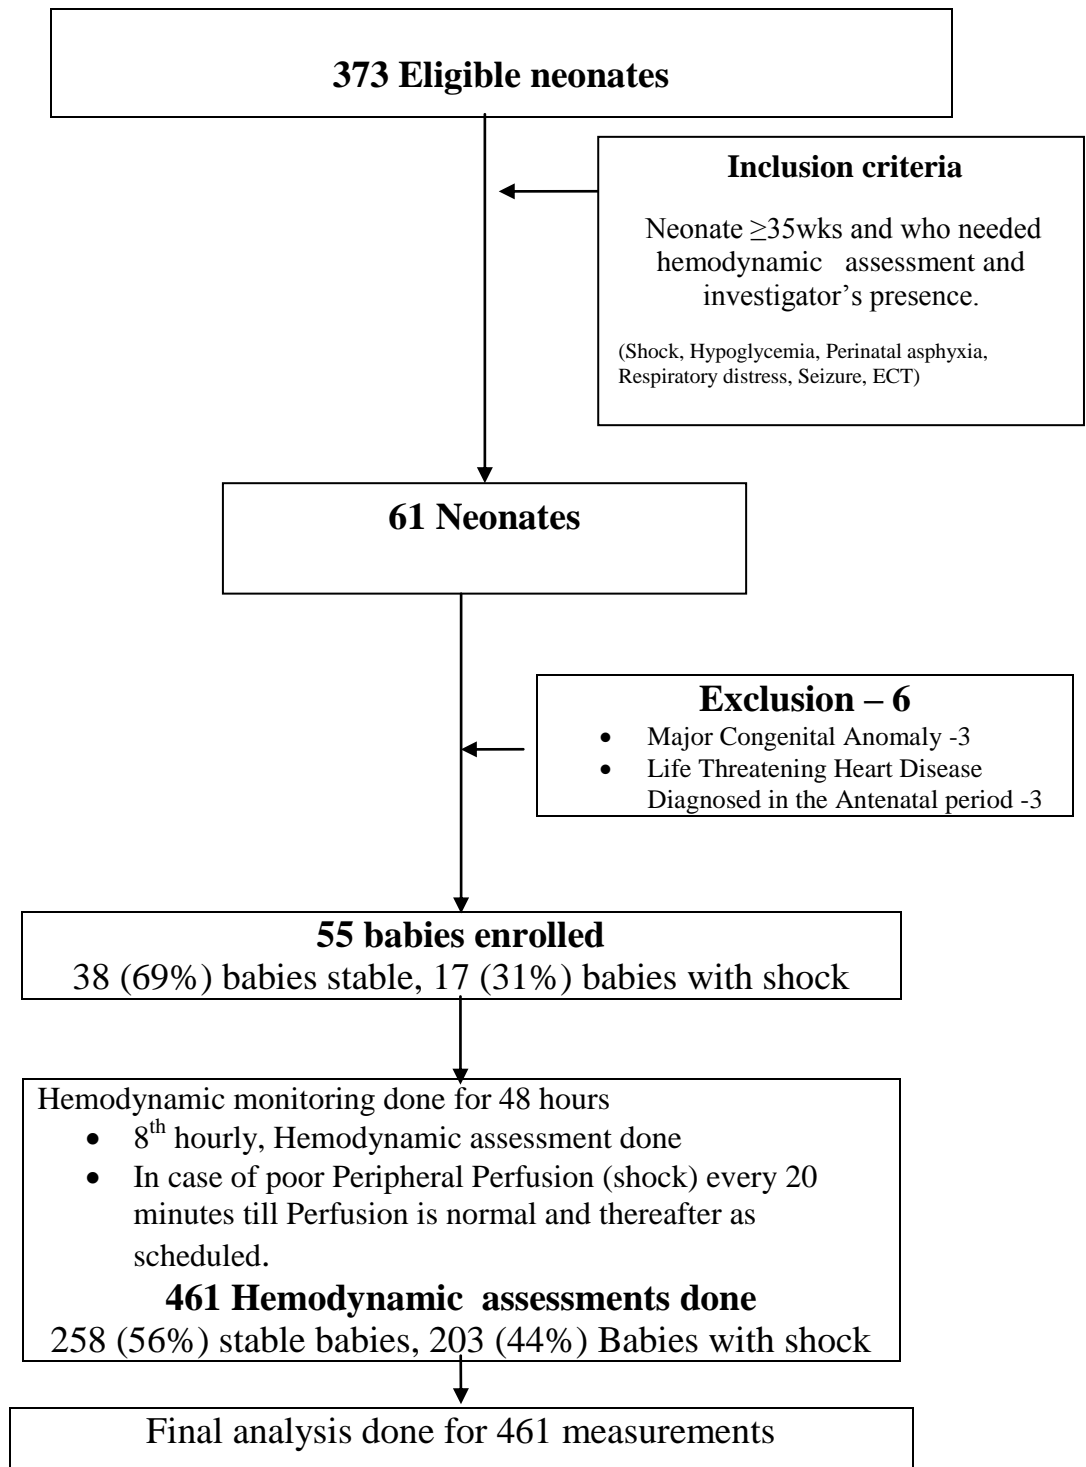 373 Eligible neonates
Inclusion criteria
Neonate ≥35wks and who needed
hemodynamic assessment and
investigator’s presence.
(Shock, Hypoglycemia, Perinatal asphyxia,
Respiratory distress, Seizure, ECT)
61 Neonates
Exclusion – 6
• Major Congenital Anomaly -3
• Life Threatening Heart Disease
Diagnosed in the Antenatal period -3
55 babies enrolled
38 (69%) babies stable, 17 (31%) babies with shock
Hemodynamic monitoring done for 48 hours
• 8th hourly, Hemodynamic assessment done
• In case of poor Peripheral Perfusion (shock) every 20
minutes till Perfusion is normal and thereafter as
scheduled.
461 Hemodynamic assessments done
258 (56%) stable babies, 203 (44%) Babies with shock
Final analysis done for 461 measurements